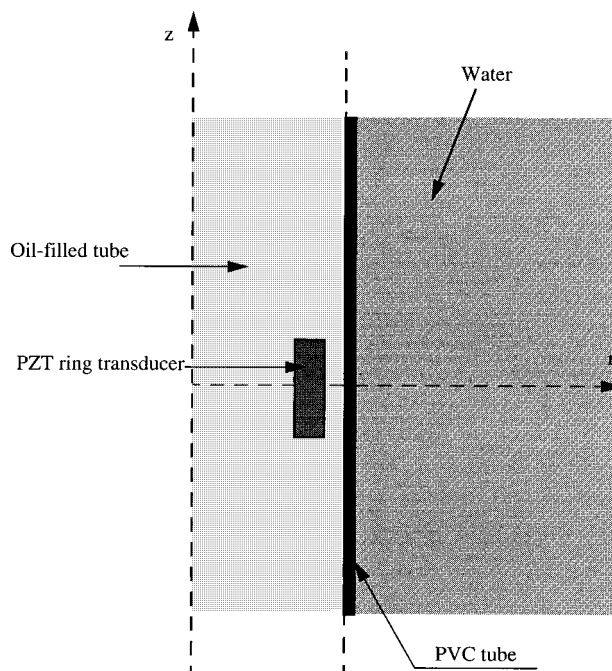 z
Water
Oil-filled tube
PZT ring transducer
r
PVC tube